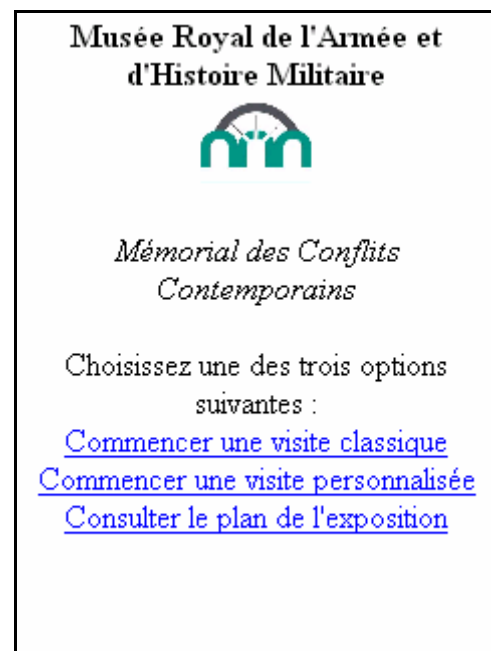 Musée Royal de l'Armée et
d'Histoire Militaire
Mémorial des Conflits
Contemporains
Choisissez une des trois options
suivantes :
Commencer une visite classique
Commencer une visite personnalisée
Consulter le plan de l'exposition